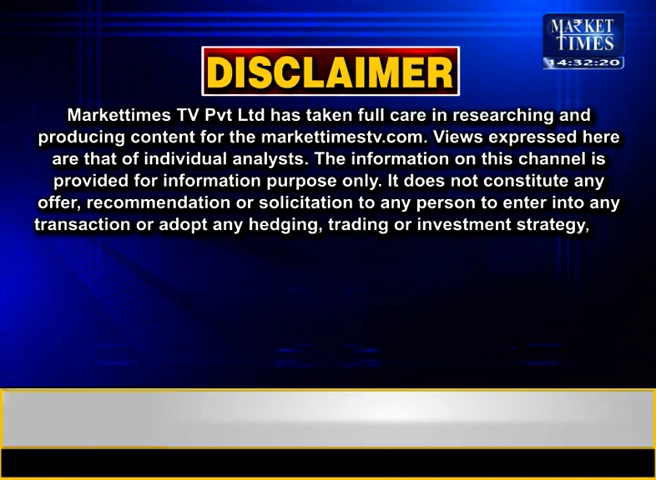 MARKET
TIMES
14:32:20
DISCLAIMER
Markettimes TV Pvt Ltd has taken full care in researching and
producing content for the markettimestv.com. Views expressed here
are that of individual analysts. The information on this channel is
provided for information purpose only. It does not constitute any
offer, recommendation or solicitation to any person to enter into any
transaction or adopt any hedging, trading or investment strategy,